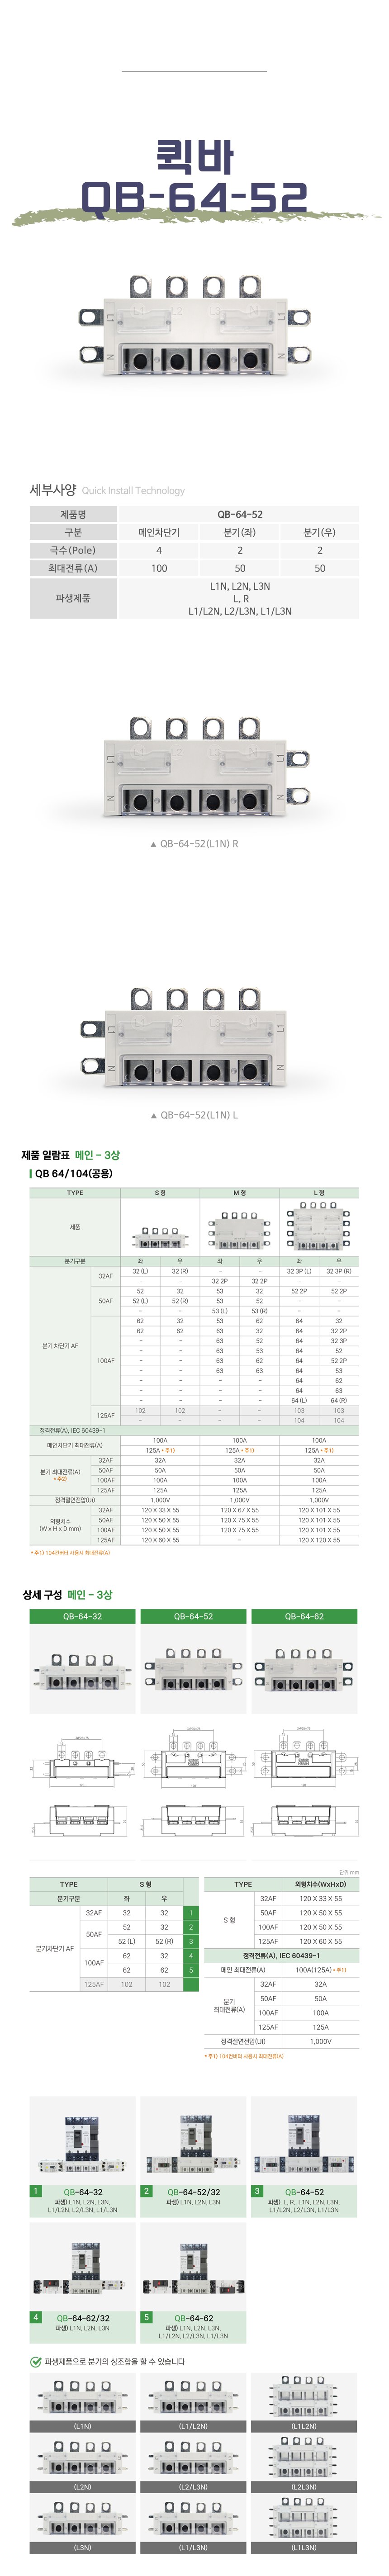 퀵바
QB-64-52
세부사양 Quick Install Technology
제품명 QB-64-52
구분 메인차단기 분기(좌) 분기(우)
극수(Pole) 4 2 2
최대전류(A) 100 50 50
파생제품
L1N, L2N, L3N
L, R
L1/L2N, L2/L3N, L1/L3N
▲ QB-64-52(L1N) R
▲ QB-64-52(L1N) L
제품 일람표 메인 - 3상
QB 64/104(공용)
TYPE S 형 M 형 L 형
제품
분기구분 좌 우 좌 우 좌 우
분기 차단기 AF
32AF 32 (L) 32 (R) - - 32 3P (L) 32 3P (R)
- - 32 2P 32 2P - -
50AF 52 32 53 32 52 2P 52 2P
52 (L) 52 (R) 53 52 - -
- - 53 (L) 53 (R) - -
100AF 62 32 53 62 64 32
62 62 63 32 64 32 2P
- - 63 52 64 32 3P
- - 63 53 64 52
- - 63 62 64 52 2P
- - 63 63 64 53
- - - - 64 62
- - - - 64 63
- - - - 64 (L) 64 (R)
125AF 102 102 - - 103 103
- - - - 104 104
정격전류(A), IEC 60439-1
메인차단기 최대전류(A) 100A 100A 100A
125A * 주1) 125A * 주1) 125A * 주1)
분기 최대전류(A)
* 주2)
32AF 32A 32A 32A
50AF 50A 50A 50A
100AF 100A 100A 100A
125AF 125A 125A 125A
정격절연전압(Ui) 1,000V 1,000V 1,000V
외형치수
(W x H x D mm)
32AF 120 X 33 X 55 120 X 67 X 55 120 X 101 X 55
50AF 120 X 50 X 55 120 X 75 X 55 120 X 101 X 55
100AF 120 X 50 X 55 120 X 75 X 55 120 X 101 X 55
125AF 120 X 60 X 55 - 120 X 120 X 55
* 주1) 104컨버터 사용시 최대전류(A)
상세 구성 메인 - 3상
QB-64-32 QB-64-52 QB-64-62
단위 mm
TYPE S 형
분기구분 좌 우
분기차단기 AF
32AF 32 32 1
50AF 52 32 2
52 (L) 52 (R) 3
100AF 62 32 4
62 62 5
125AF 102 102
TYPE 외형치수(WxHxD)
S 형
32AF 120 X 33 X 55
50AF 120 X 50 X 55
100AF 120 X 50 X 55
125AF 120 X 60 X 55
정격전류(A), IEC 60439-1
메인 최대전류(A) 100A(125A) * 주1)
분기
최대전류(A)
32AF 32A
50AF 50A
100AF 100A
125AF 125A
정격절연전압(Ui) 1,000V
* 주1) 104컨버터 사용시 최대전류(A)
1 QB-64-32
파생) L1N, L2N, L3N,
L1/L2N, L2/L3N, L1/L3N
2 QB-64-52/32
파생) L1N, L2N, L3N
3 QB-64-52
파생) L, R, L1N, L2N, L3N,
L1/L2N, L2/L3N, L1/L3N
4 QB-64-62/32
파생) L1N, L2N, L3N
5 QB-64-62
파생) L1N, L2N, L3N,
L1/L2N, L2/L3N, L1/L3N
파생제품으로 분기의 상조합을 할 수 있습니다
(L1N) (L1/L2N) (L1L2N)
(L2N) (L2/L3N) (L2L3N)
(L3N) (L1/L3N) (L1L3N)